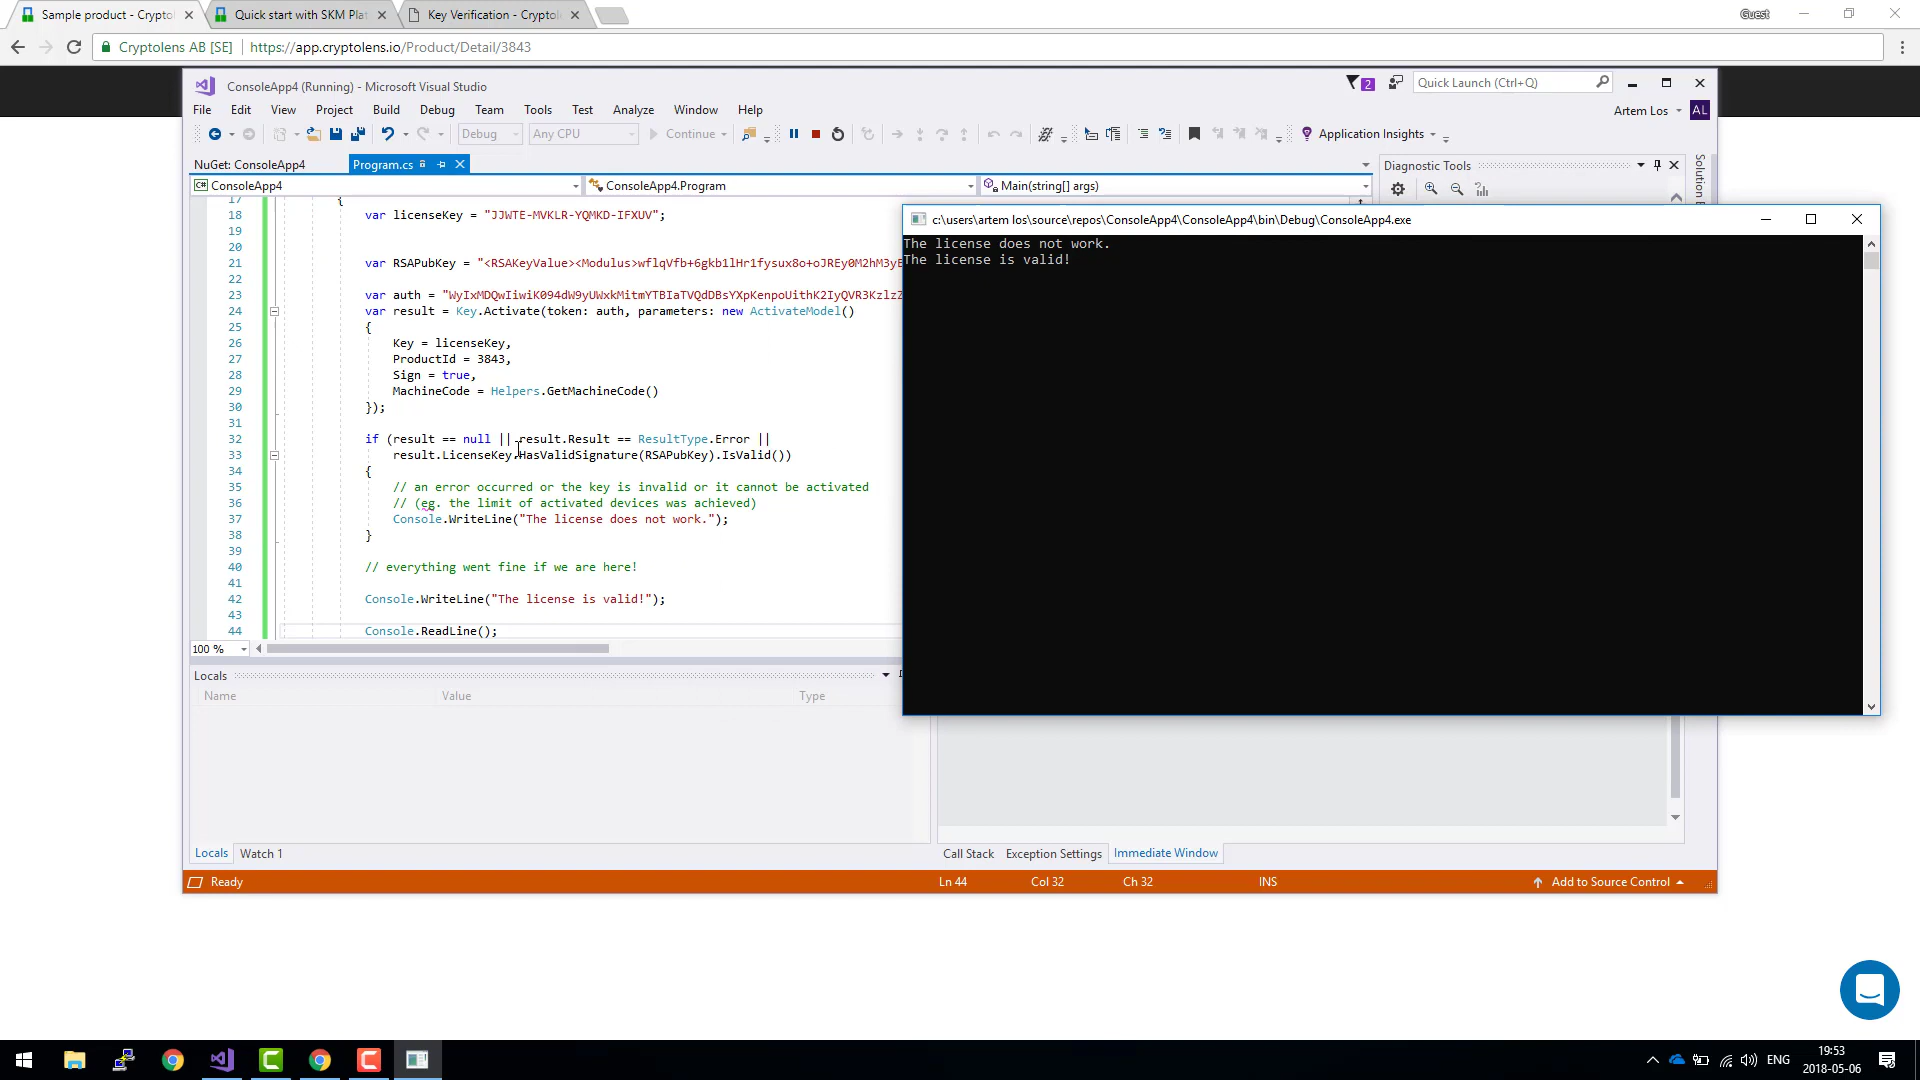 Sample product - Crypto
Quick start with SKM Pla
Key Verification - Cryptol
Guest
Cryptolens AB [SE]
https://app.cryptolens.io/Product/Detail/3843
ConsoleApp4 (Running) - Microsoft Visual Studio
2
Quick Launch (Ctrl+Q)
File Edit View Project Build Debug Team Tools Test Analyze Window Help
Artem Los AL
Debug Any CPU Continue Application Insights
NuGet: ConsoleApp4 Program.cs
Diagnostic Tools
Solution E
C# ConsoleApp4 ConsoleApp4.Program Main(string[] args)
17 {
18 var licenseKey = "JJWTE-MVKLR-YQMKD-IFXUV";
19
20
21 var RSAPubKey = "<RSAKeyValue><Modulus>wflqVfb+6gkb1lHr1fysux8o+oJREy0M2hM3yE
22
23 var auth = "WyIxMDQwIiwiK094dW9yUWxkMitmYTBIaTVQdDBsYXpKenpoUithK2IyQVR3KzlzZ
24 var result = Key.Activate(token: auth, parameters: new ActivateModel()
25 {
26 Key = licenseKey,
27 ProductId = 3843,
28 Sign = true,
29 MachineCode = Helpers.GetMachineCode()
30 });
31
32 if (result == null || result.Result == ResultType.Error ||
33 result.LicenseKey.HasValidSignature(RSAPubKey).IsValid())
34 {
35 // an error occurred or the key is invalid or it cannot be activated
36 // (eg. the limit of activated devices was achieved)
37 Console.WriteLine("The license does not work.");
38 }
39
40 // everything went fine if we are here!
41
42 Console.WriteLine("The license is valid!");
43
44 Console.ReadLine();
100 %
c:\users\artem los\source\repos\ConsoleApp4\ConsoleApp4\bin\Debug\ConsoleApp4.exe
The license does not work.
The license is valid!
Locals
Name Value Type
Locals Watch 1
Call Stack Exception Settings Immediate Window
Ready Ln 44 Col 32 Ch 32 INS Add to Source Control
ENG
19:53
2018-05-06